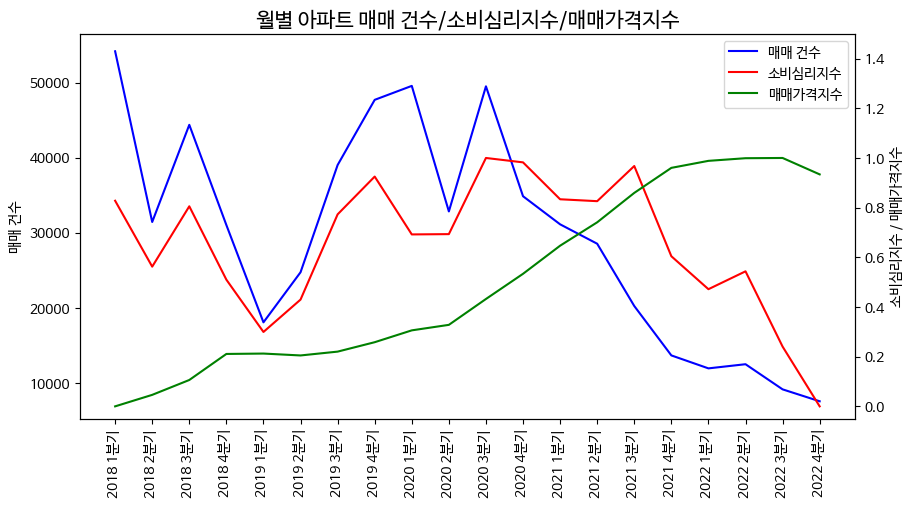 월별 아파트 매매 건수/소비심리지수/매매가격지수
매매 건수
소비심리지수
매매가격지수
50000
40000
30000
20000
10000
매매 건수
1.4
1.2
1.0
0.8
0.6
0.4
0.2
0.0
소비심리지수 / 매매가격지수
2018 1분기
2018 2분기
2018 3분기
2018 4분기
2019 1분기
2019 2분기
2019 3분기
2019 4분기
2020 1분기
2020 2분기
2020 3분기
2020 4분기
2021 1분기
2021 2분기
2021 3분기
2021 4분기
2022 1분기
2022 2분기
2022 3분기
2022 4분기